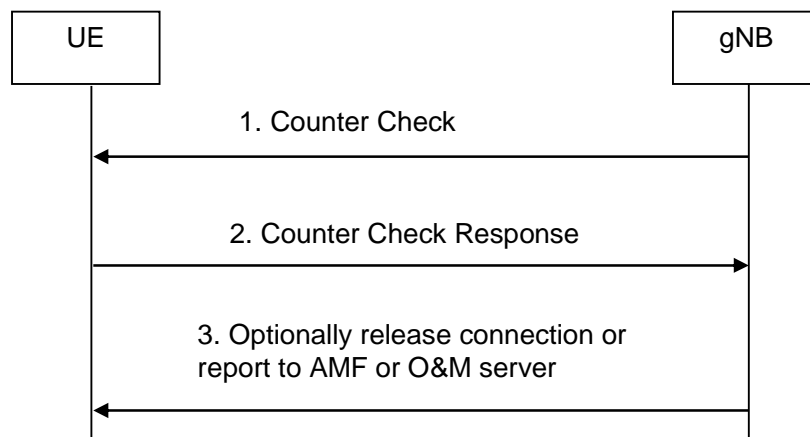 UE
gNB
1. Counter Check
2. Counter Check Response
3. Optionally release connection or
report to AMF or O&M server